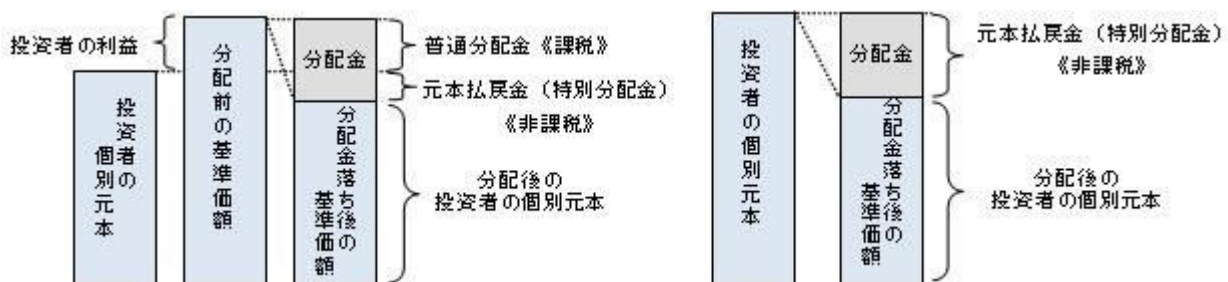 投資者の利益
投資者の
個別元本
分配前の基準価額
分配金
分配金落ち後の
基準価額
普通分配金《課税》
元本払戻金（特別分配金）
《非課税》
分配後の
投資者の個別元本
投資者の個別元本
分配金
分配金落ち後の
基準価額
元本払戻金（特別分配金）
《非課税》
分配後の
投資者の個別元本